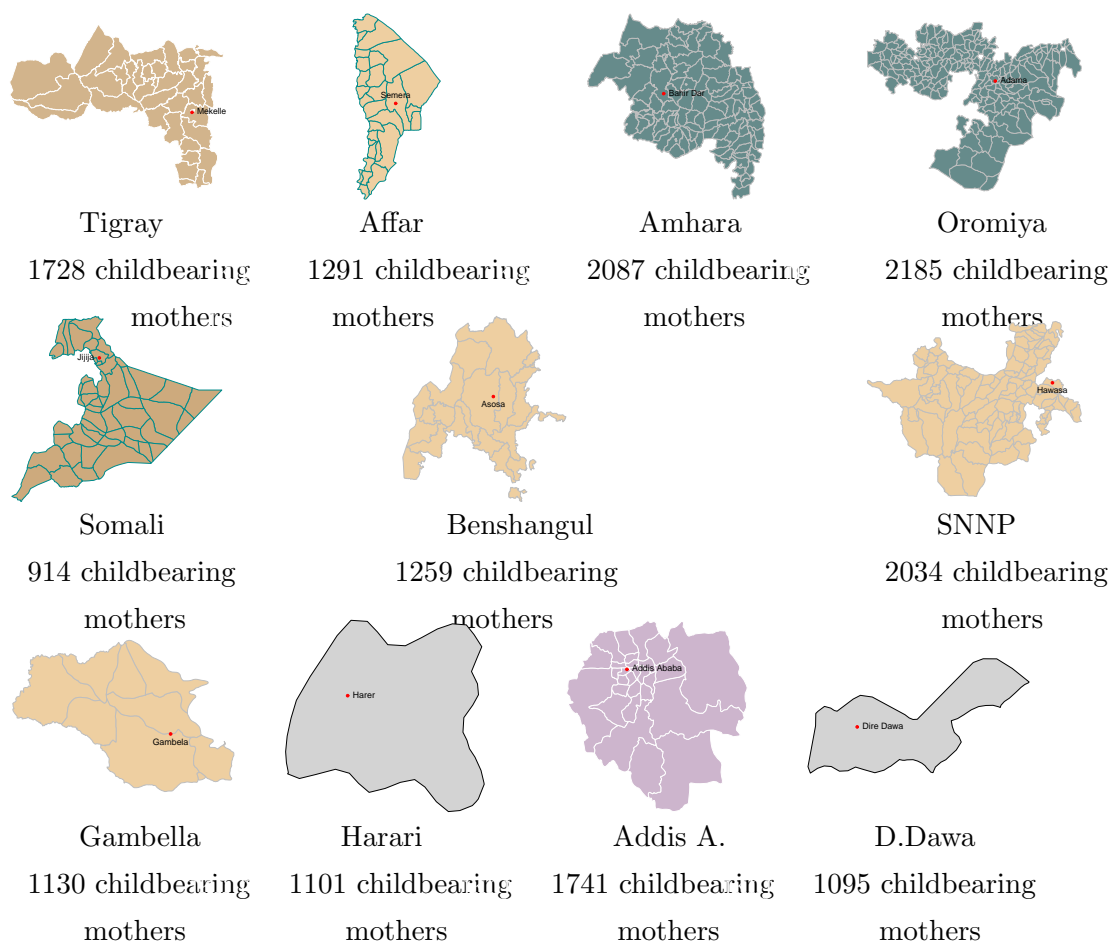 Mekelle
Semera
Bahir Dar
Adama
Tigray
Affar
Amhara
Oromiya
1728 childbearing
1291 childbearing
2087 childbearing
2185 childbearing
mothers
mothers
mothers
mothers
Jijija
Asosa
Hawasa
Somali
Benshangul
SNNP
914 childbearing
1259 childbearing
2034 childbearing
mothers
mothers
mothers
Gambela
Harer
Addis Ababa
Dire Dawa
Gambella
Harari
Addis A.
D.Dawa
1130 childbearing
1101 childbearing
1741 childbearing
1095 childbearing
mothers
mothers
mothers
mothers